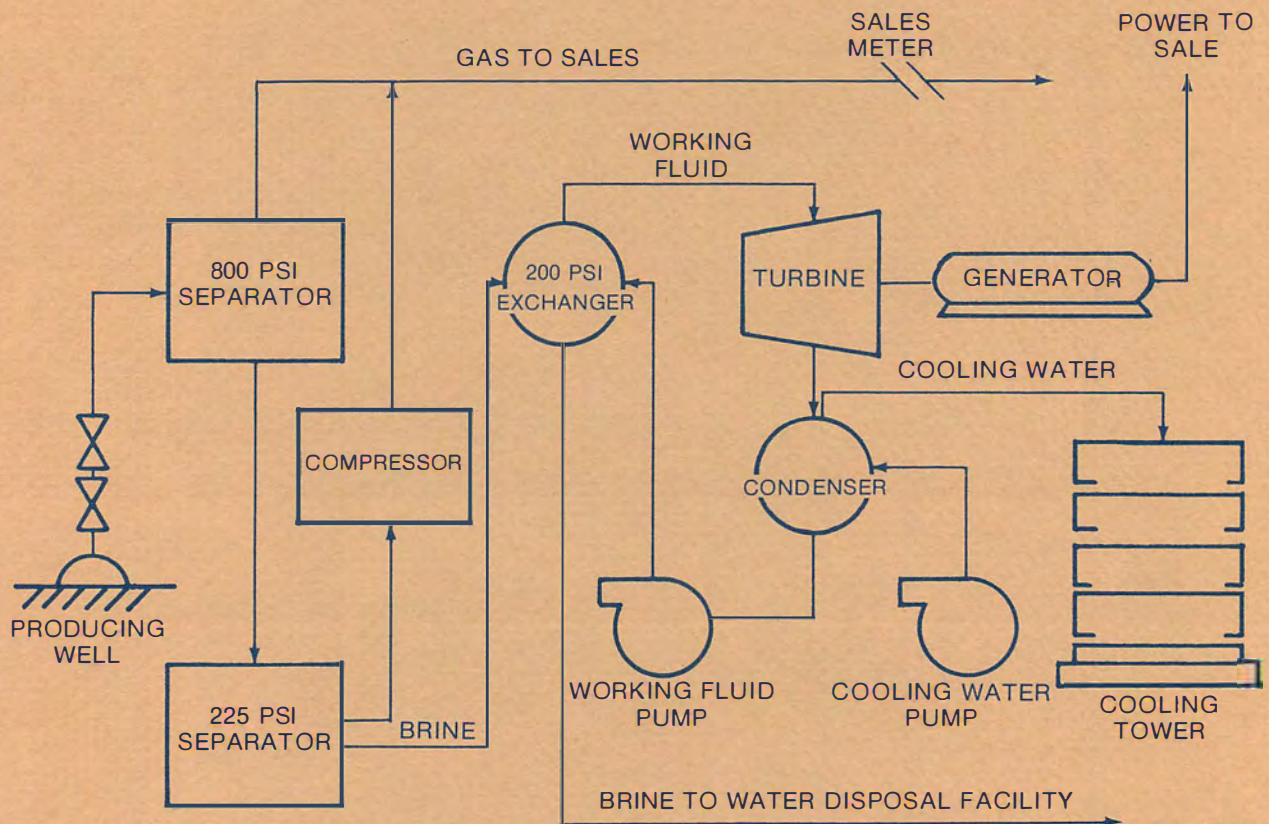 SALES
METER
POWER TO
SALE
GAS TO SALES
WORKING
FLUID
800 PSI
SEPARATOR
200 PSI
EXCHANGER
TURBINE
GENERATOR
COOLING WATER
COMPRESSOR
CONDENSER
PRODUCING
WELL
225 PSI
SEPARATOR
BRINE
WORKING FLUID
PUMP
COOLING WATER
PUMP
COOLING
TOWER
BRINE TO WATER DISPOSAL FACILITY